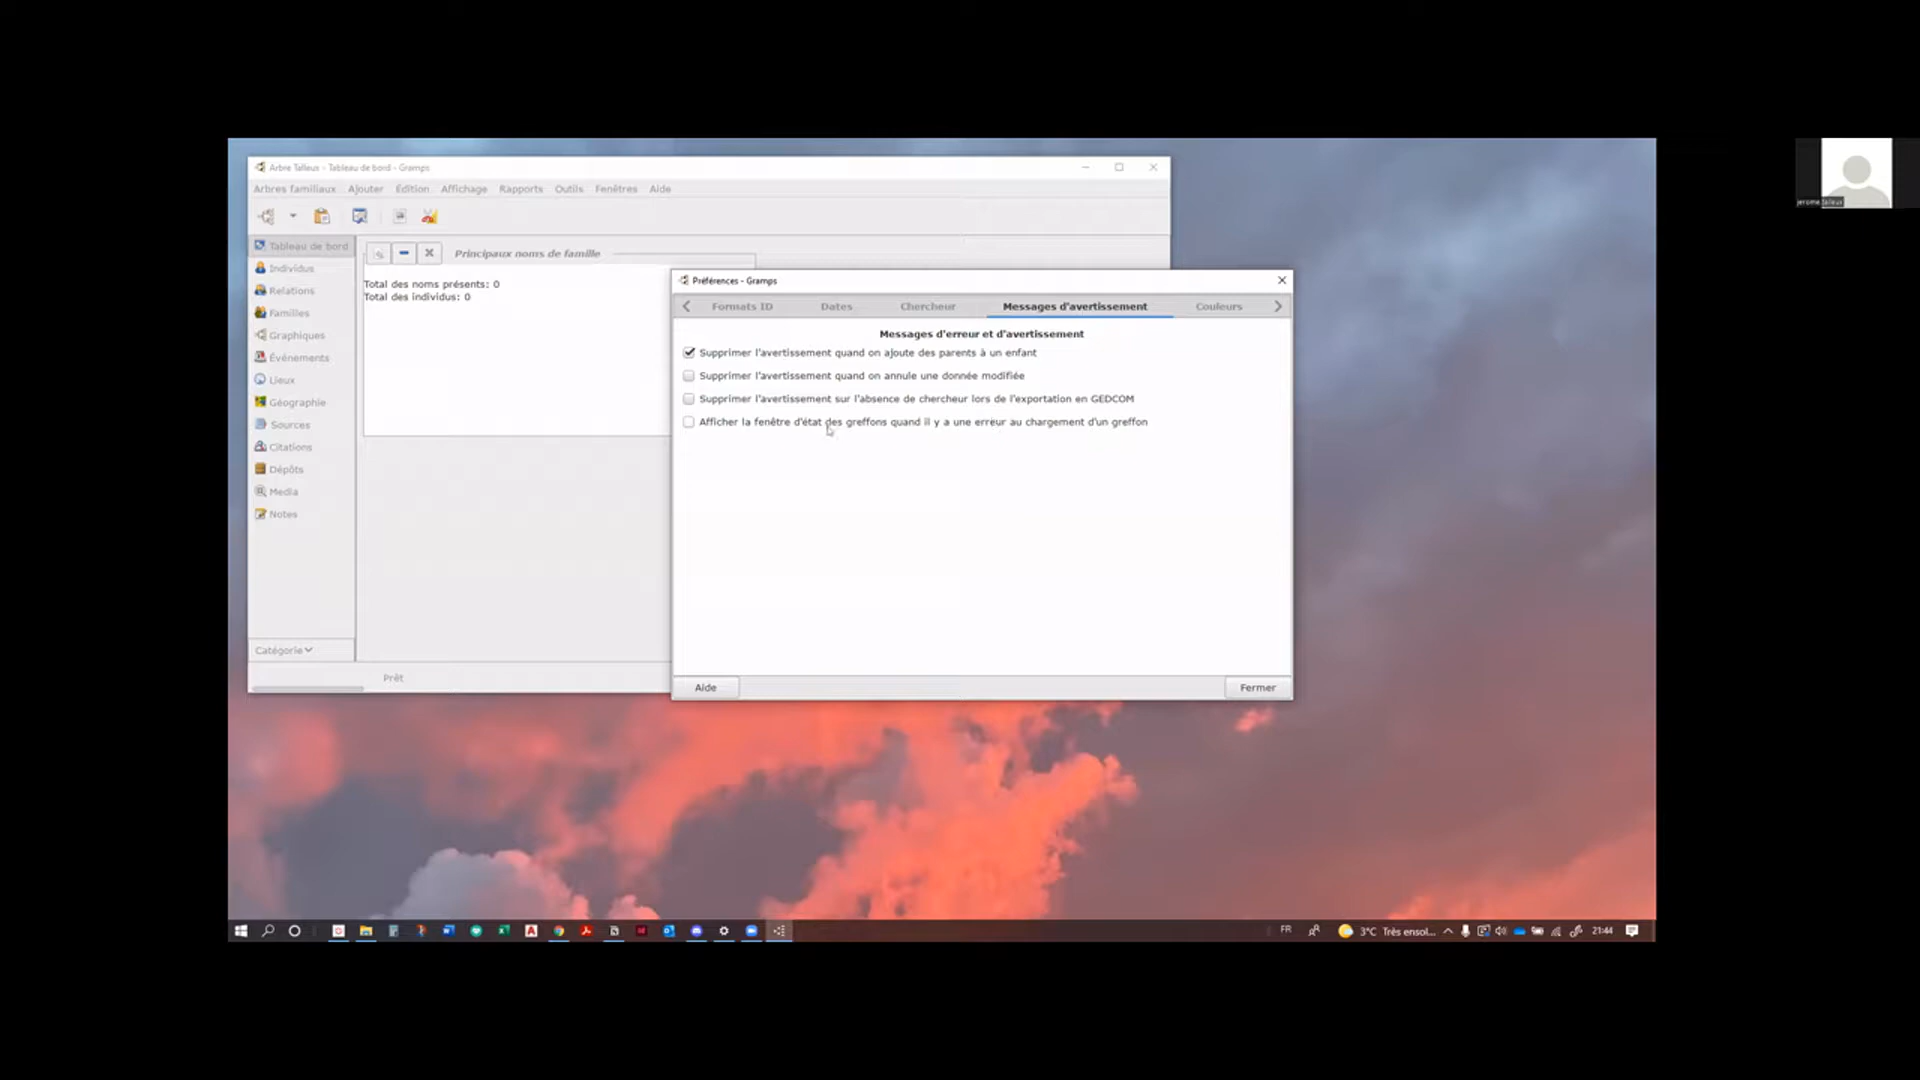 Arbre Talleus - Tableau de bord - Gramps
Arbres familiaux Ajouter Édition Affichage Rapports Outils Fenêtres Aide
Tableau de bord
Individus
Relations
Familles
Graphiques
Événements
Lieux
Géographie
Sources
Citations
Dépôts
Media
Notes
Catégorie
Principaux noms de famille
Total des noms présents: 0
Total des individus: 0
Prêt
Préférences - Gramps
Formats ID Dates Chercheur Messages d'avertissement Couleurs
Messages d'erreur et d'avertissement
Supprimer l'avertissement quand on ajoute des parents à un enfant
Supprimer l'avertissement quand on annule une donnée modifiée
Supprimer l'avertissement sur l'absence de chercheur lors de l'exportation en GEDCOM
Afficher la fenêtre d'état des greffons quand il y a une erreur au chargement d'un greffon
Aide
Fermer
jerome talleux
FR 3°C Très ensol... 21:44